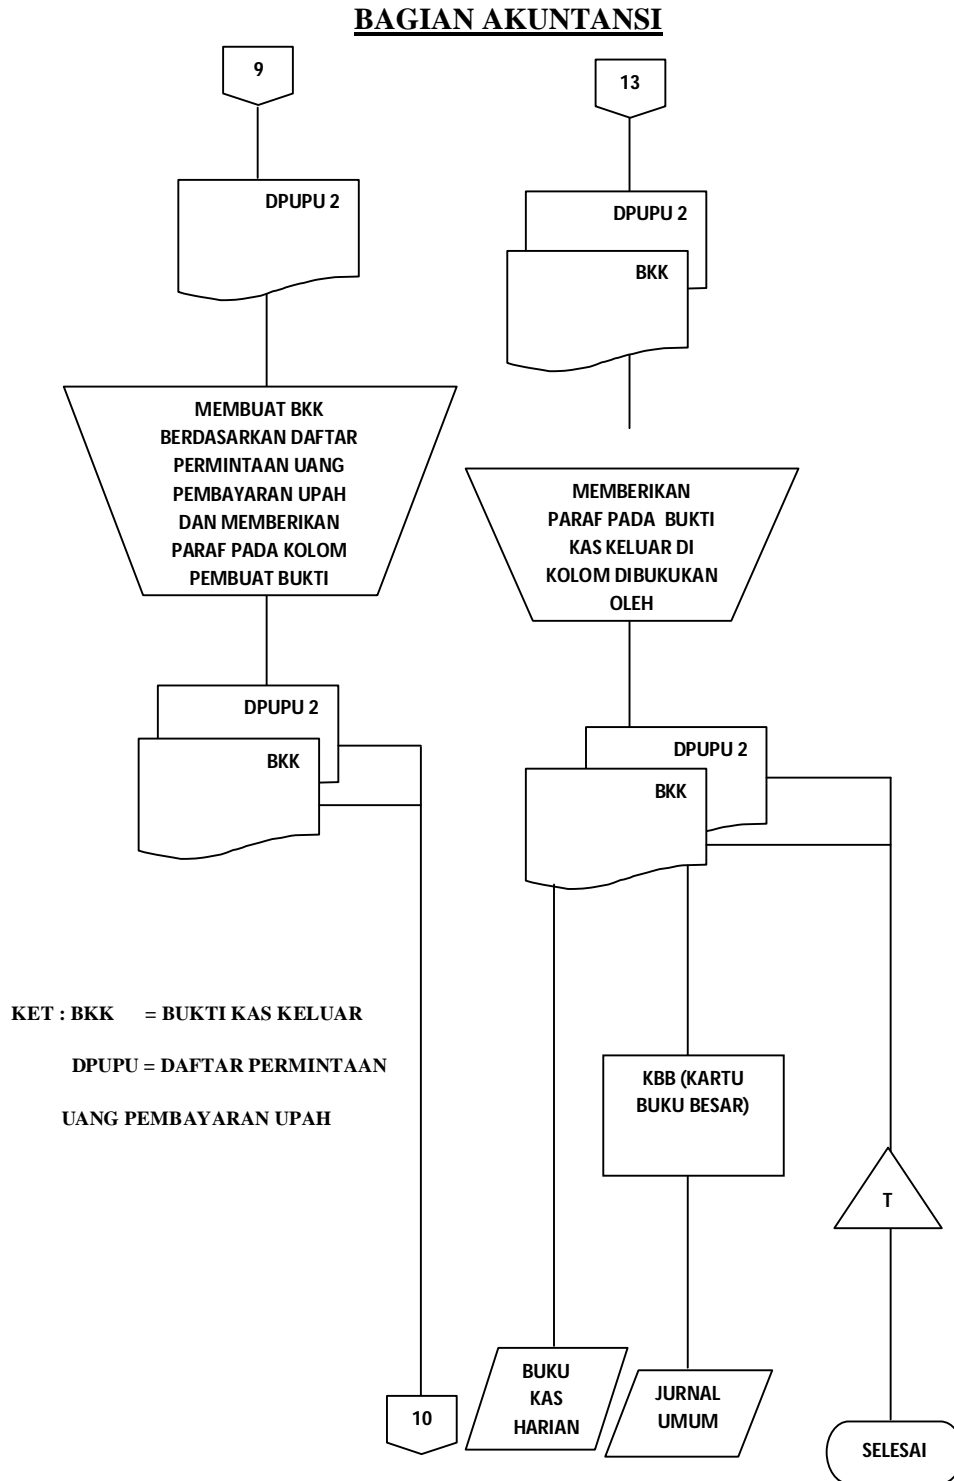 BAGIAN AKUNTANSI
9
DPUPU 2
MEMBUAT BKK
BERDASARKAN DAFTAR
PERMINTAAN UANG
PEMBAYARAN UPAH
DAN MEMBERIKAN
PARAF PADA KOLOM
PEMBUAT BUKTI
DPUPU 2
BKK
10
13
DPUPU 2
BKK
MEMBERIKAN
PARAF PADA BUKTI
KAS KELUAR DI
KOLOM DIBUKUKAN
OLEH
DPUPU 2
BKK
KBB (KARTU
BUKU BESAR)
T
BUKU
KAS
HARIAN
JURNAL
UMUM
SELESAI
KET : BKK = BUKTI KAS KELUAR
DPUPU = DAFTAR PERMINTAAN
UANG PEMBAYARAN UPAH